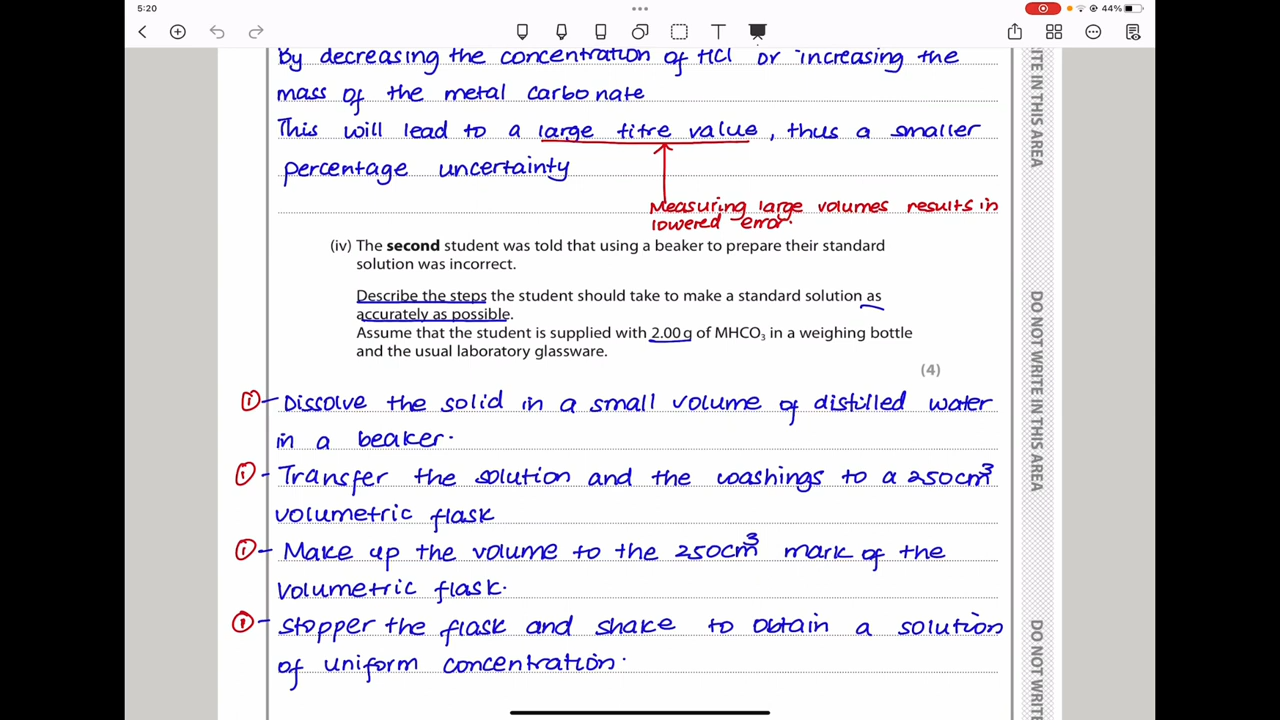 5:20
44%
By decreasing the concentration of HCl or increasing the
mass of the metal carbonate
This will lead to a large titre value, thus a smaller
percentage uncertainty
Measuring large volumes results in
lowered error.
(iv) The second student was told that using a beaker to prepare their standard
solution was incorrect.
Describe the steps the student should take to make a standard solution as
accurately as possible.
Assume that the student is supplied with 2.00 g of MHCO₃ in a weighing bottle
and the usual laboratory glassware.
(4)
① Dissolve the solid in a small volume of distilled water
in a beaker.
① Transfer the solution and the washings to a 250cm³
volumetric flask
① Make up the volume to the 250cm³ mark of the
volumetric flask.
① Stopper the flask and shake to obtain a solution
of uniform concentration.
ITE IN THIS AREA
DO NOT WRITE IN THIS AREA
DO NOT WRITE